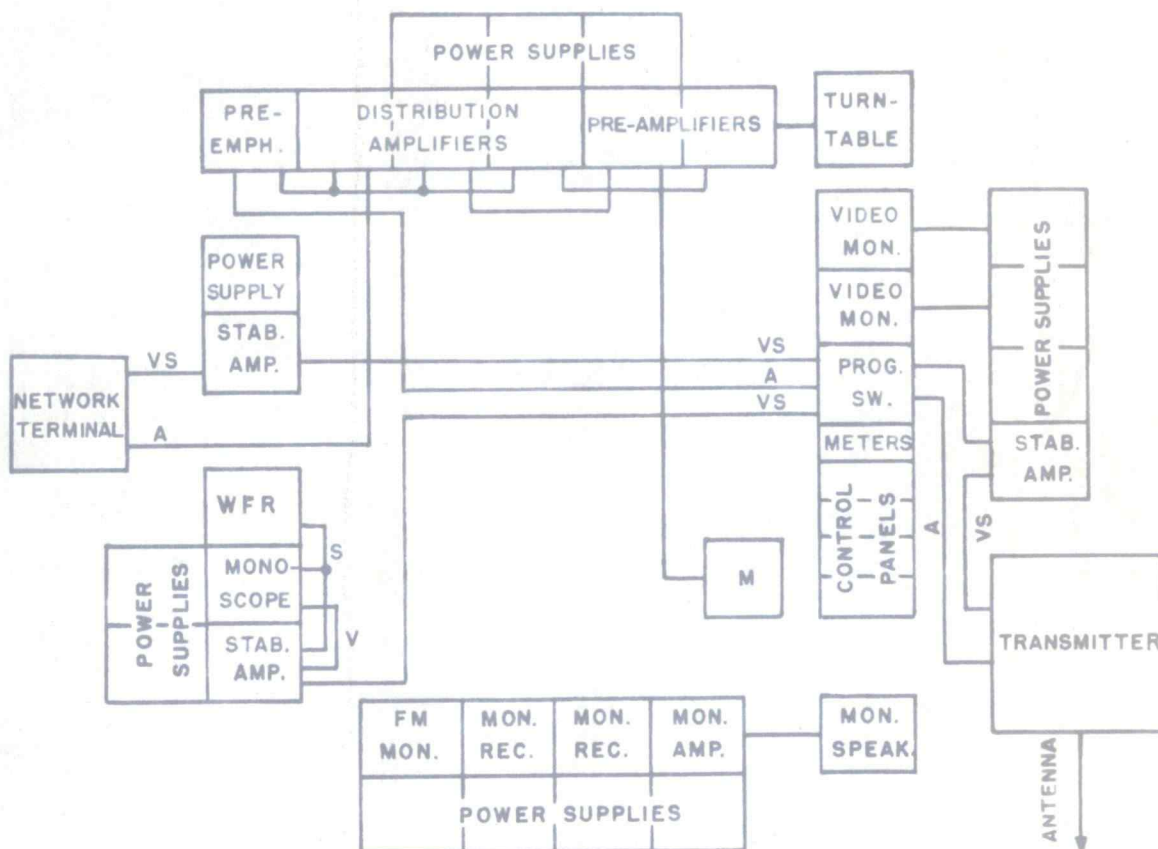 POWER SUPPLIES
PRE-
EMPH.
DISTRIBUTION
AMPLIFIERS
PRE-AMPLIFIERS
TURN-
TABLE
POWER
SUPPLY
STAB.
AMP.
VIDEO
MON.
VIDEO
MON.
PROG.
SW.
METERS
CONTROL
PANELS
POWER SUPPLIES
STAB.
AMP.
NETWORK
TERMINAL
VS
A
VS
A
VS
WFR
MONO-
SCOPE
STAB.
AMP.
POWER
SUPPLIES
S
V
M
A
VS
TRANSMITTER
ANTENNA
FM
MON.
MON.
REC.
MON.
REC.
MON.
AMP.
MON.
SPEAK.
POWER SUPPLIES